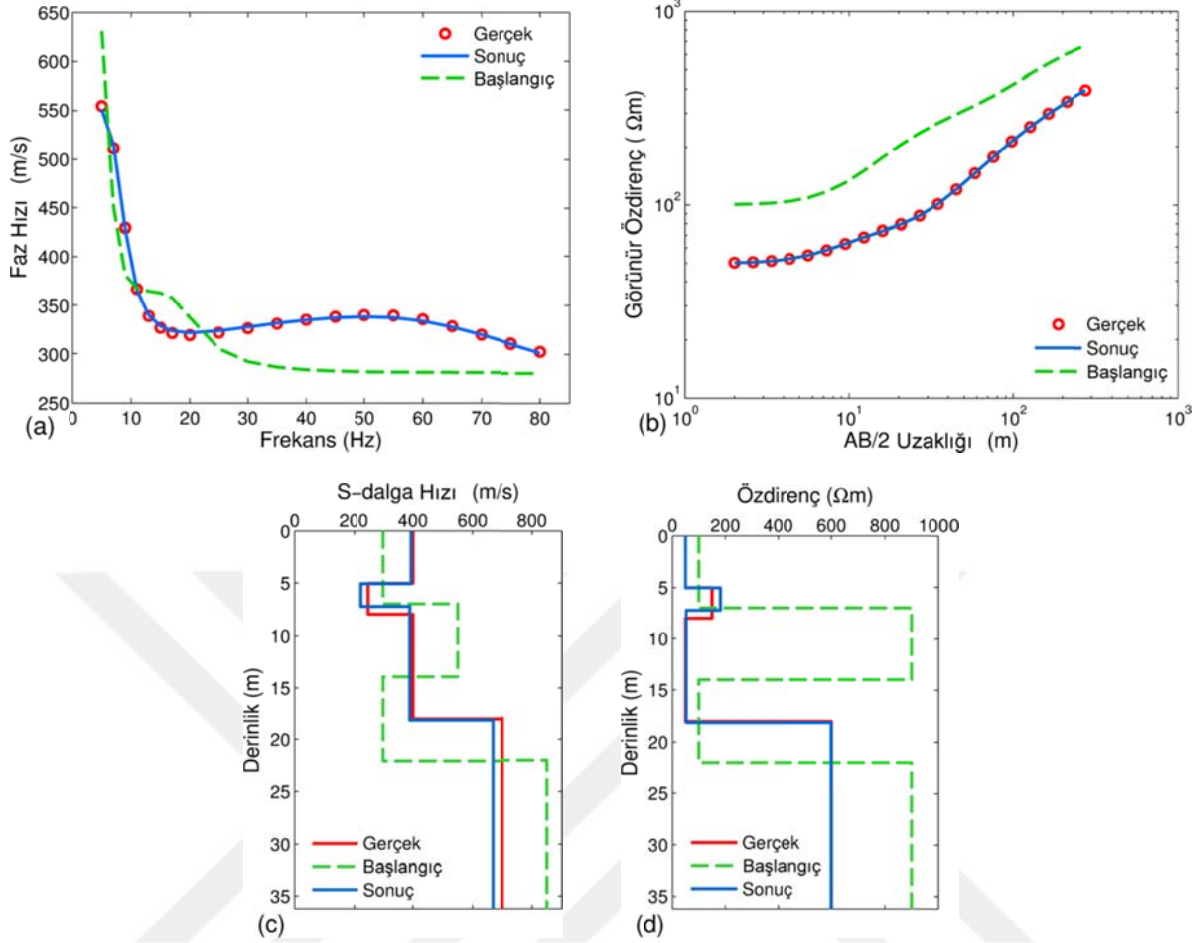 650
600
550
500
450
400
350
300
250
Faz Hızı (m/s)
Gerçek
Sonuç
Başlangıç
0 10 20 30 40 50 60 70 80
(a)
Frekans (Hz)
10³
10²
10¹
Görünür Özdirenç ( Ωm)
Gerçek
Sonuç
Başlangıç
10⁰ 10¹ 10² 10³
(b)
AB/2 Uzaklığı (m)
S-dalga Hızı (m/s)
0 200 400 600 800
0
5
10
15
20
25
30
35
Derinlik (m)
Gerçek
Başlangıç
Sonuç
(c)
Özdirenç (Ωm)
0 200 400 600 800 1000
0
5
10
15
20
25
30
35
Derinlik (m)
Gerçek
Başlangıç
Sonuç
(d)